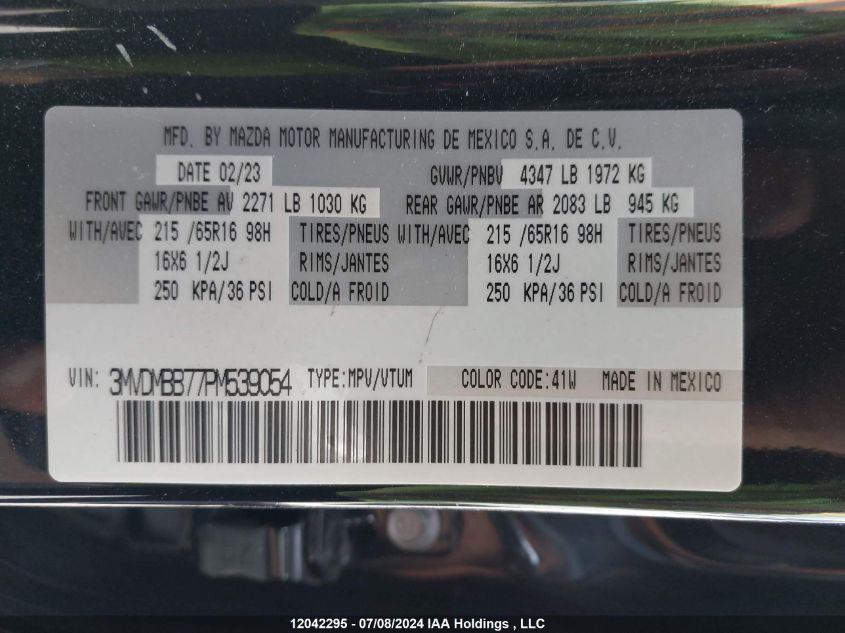 MFD. BY MAZDA MOTOR MANUFACTURING DE MEXICO S.A. DE C.V.
DATE 02/23 GVWR/PNBV 4347 LB 1972 KG
FRONT GAWR/PNBE AV 2271 LB 1030 KG REAR GAWR/PNBE AR 2083 LB 945 KG
WITH/AVEC 215 /65R16 98H TIRES/PNEUS WITH/AVEC 215 /65R16 98H TIRES/PNEUS
16X6 1/2J RIMS/JANTES 16X6 1/2J RIMS/JANTES
250 KPA/36 PSI COLD/A FROID 250 KPA/36 PSI COLD/A FROID
VIN: 3MVDMBB77PM539054 TYPE:MPV/VTUM COLOR CODE:41W MADE IN MEXICO
12042295 - 07/08/2024 IAA Holdings , LLC